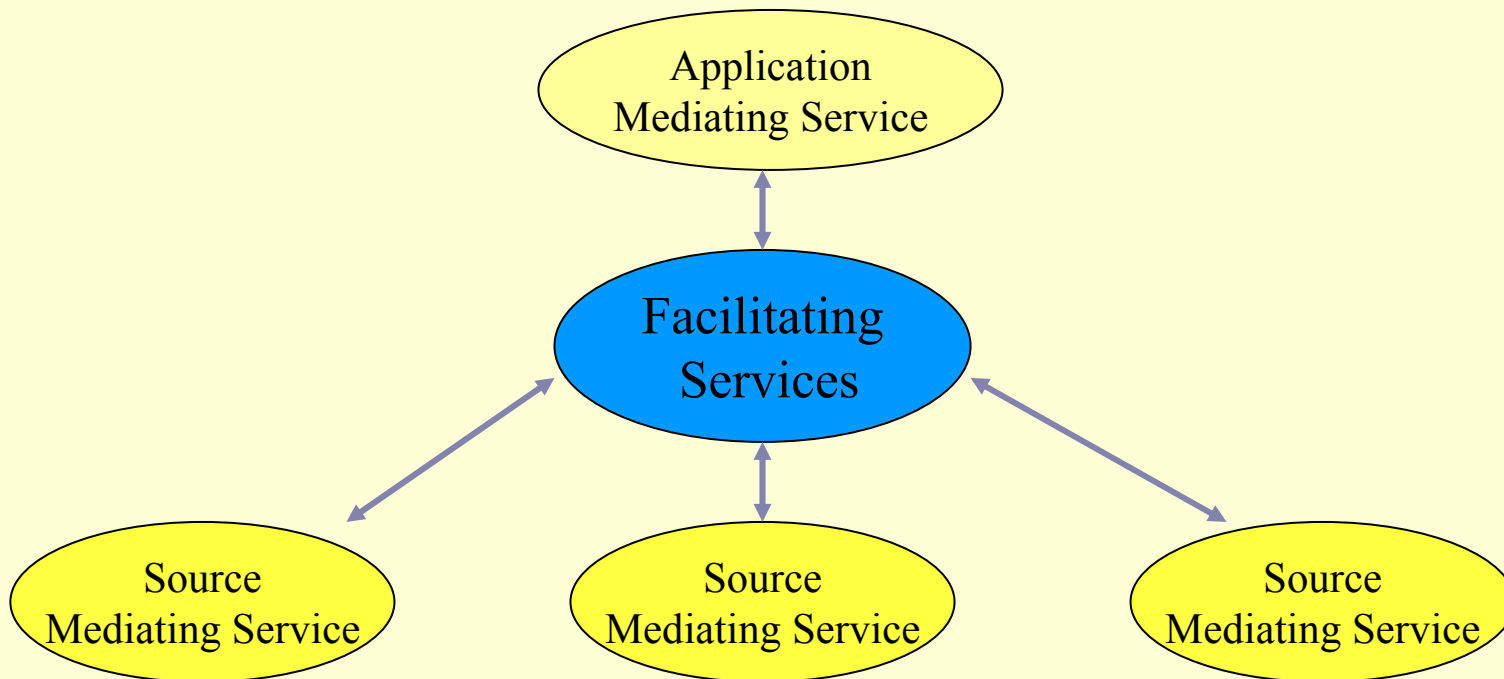 Application
Mediating Service
Facilitating
Services
Source
Mediating Service
Source
Mediating Service
Source
Mediating Service